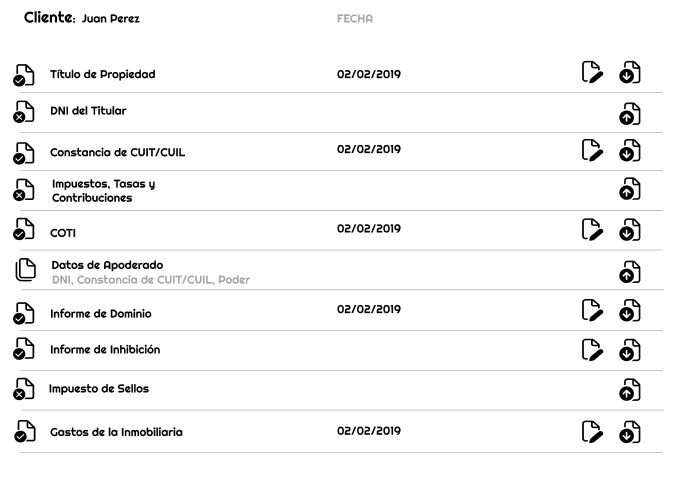 Cliente: Juan Perez FECHA
Título de Propiedad 02/02/2019
DNI del Titular
Constancia de CUIT/CUIL 02/02/2019
Impuestos, Tasas y
Contribuciones
COTI 02/02/2019
Datos de Apoderado
DNI, Constancia de CUIT/CUIL, Poder
Informe de Dominio 02/02/2019
Informe de Inhibición
Impuesto de Sellos
Gastos de la Inmobiliaria 02/02/2019